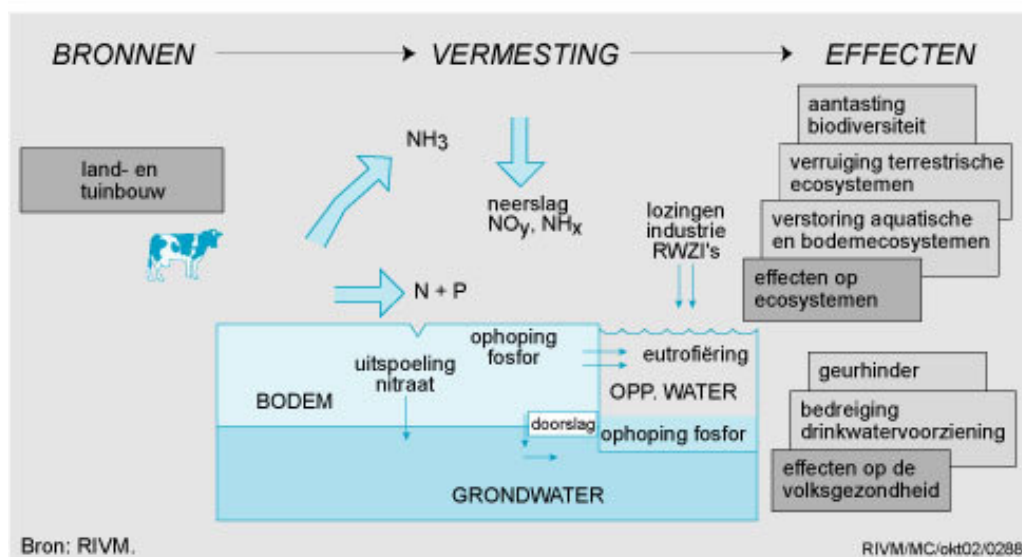 BRONNEN VERMESTING EFFECTEN
land- en
tuinbouw
NH3
neerslag
NOy, NHx
lozingen
industrie
RWZI's
N + P
ophoping
fosfor
uitspoeling
nitraat
BODEM
eutrofiëring
OPP. WATER
doorslag
ophoping fosfor
GRONDWATER
aantasting
biodiversiteit
verruiging terrestrische
ecosystemen
verstoring aquatische
en bodemecosystemen
effecten op
ecosystemen
geurhinder
bedreiging
drinkwatervoorziening
effecten op de
volksgezondheid
Bron: RIVM.
RIVM/MC/okt02/0288